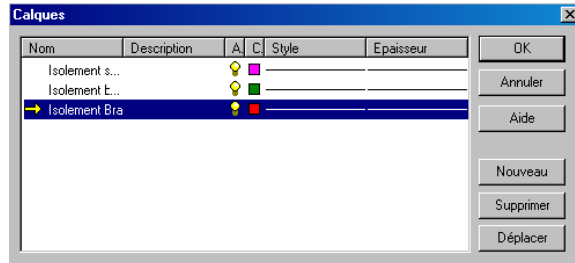 Calques
Nom Description A. C. Style Epaisseur
Isolement s...
Isolement t...
Isolement Bra
OK
Annuler
Aide
Nouveau
Supprimer
Déplacer